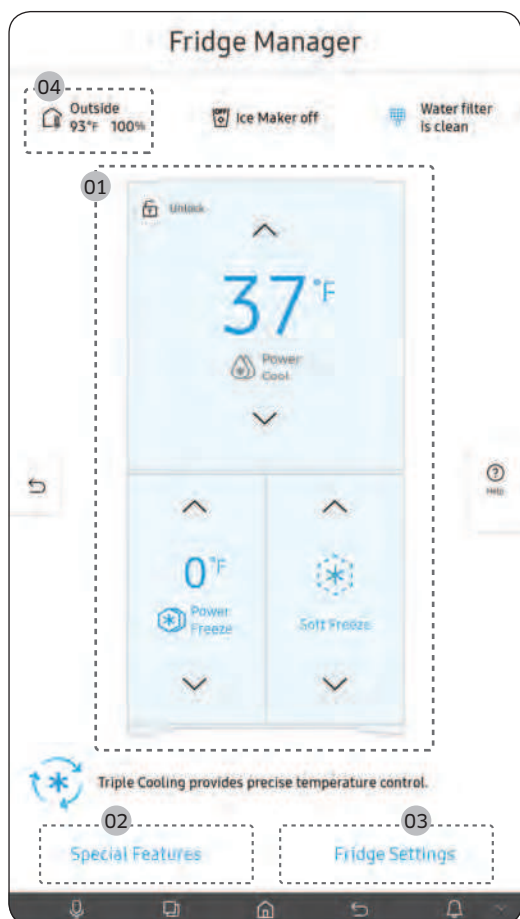 Fridge Manager
04
Outside
93°F 100%
Ice Maker off
Water filter
is clean
01
Unlock
37°F
Power
Cool
Help
0°F
Power
Freeze
Soft Freeze
Triple Cooling provides precise temperature control.
02
03
Special Features
Fridge Settings